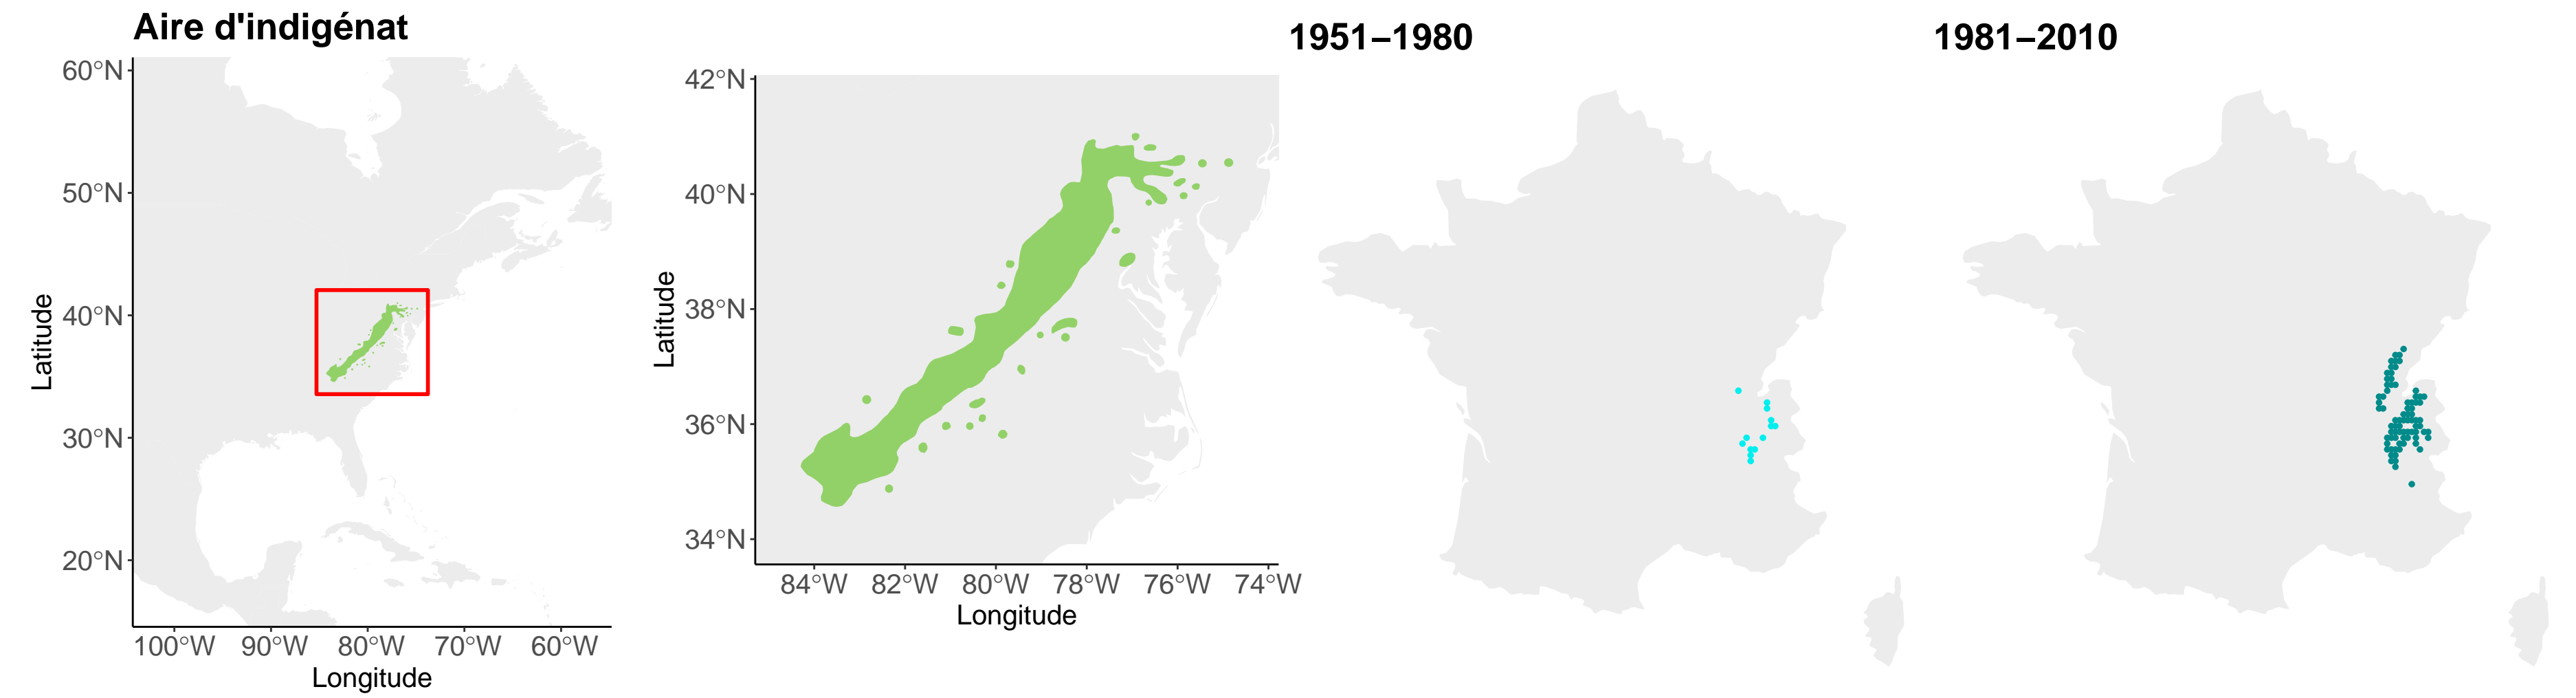 Aire d'indigénat
60°N
50°N
40°N
30°N
20°N
Latitude
100°W 90°W 80°W 70°W 60°W
Longitude
42°N
40°N
38°N
36°N
34°N
Latitude
84°W 82°W 80°W 78°W 76°W 74°W
Longitude
1951–1980
1981–2010